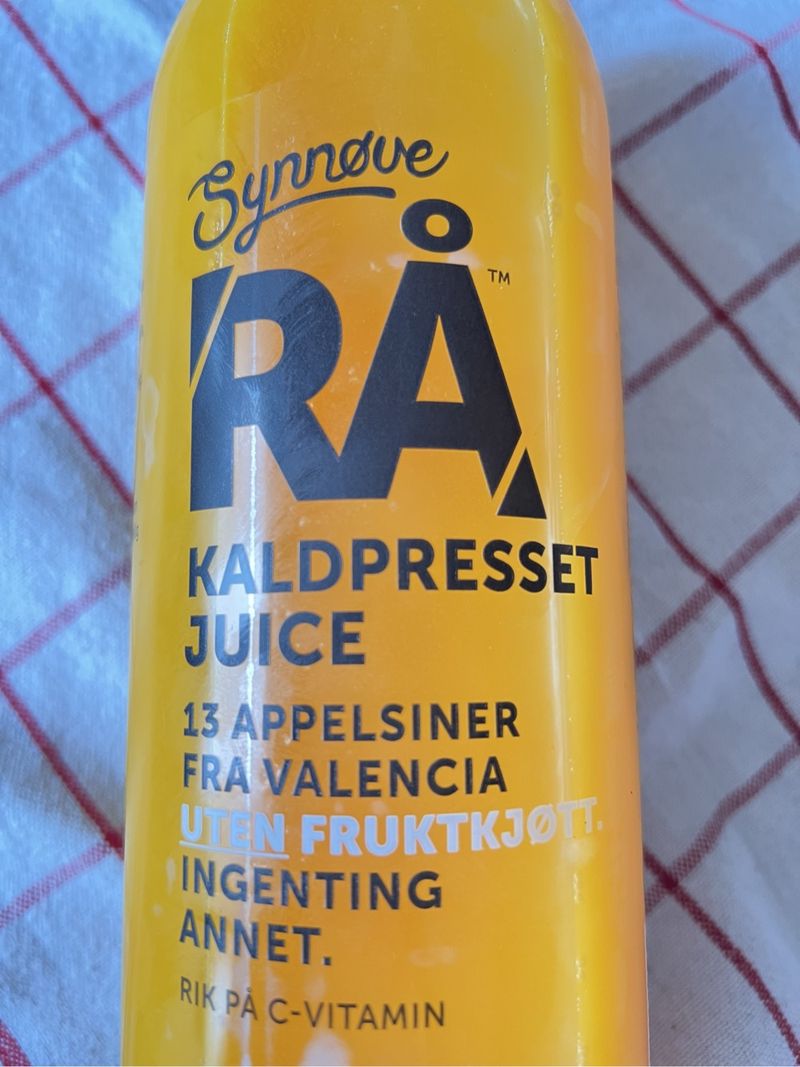 Synnøve
RÅ™
KALDPRESSET
JUICE
13 APPELSINER
FRA VALENCIA
UTEN FRUKTKJØTT.
INGENTING
ANNET.
RIK PÅ C-VITAMIN